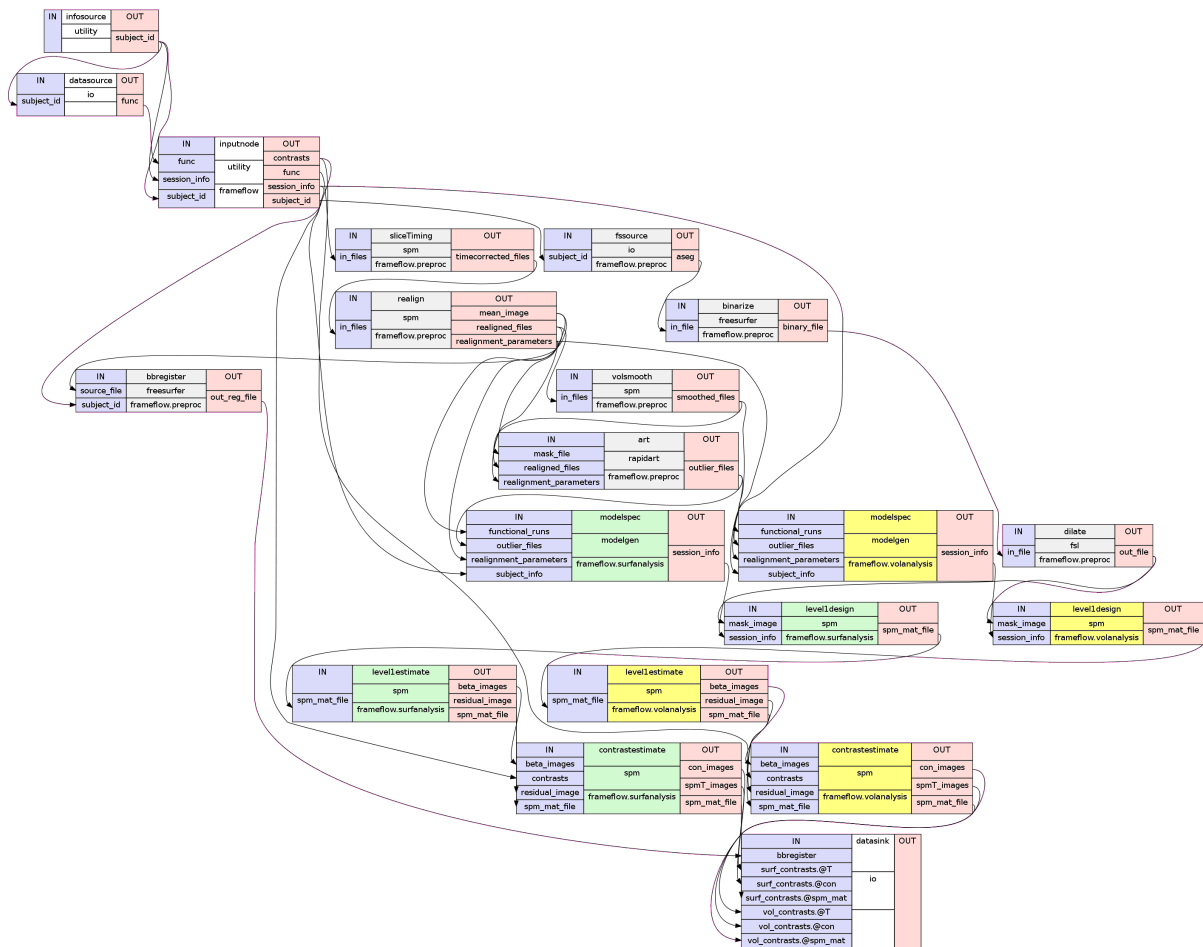 IN infosource OUT
utility
subject_id
IN datasource OUT
subject_id io func
IN inputnode OUT
contrasts
func utility func
session_info session_info
subject_id frameflow subject_id
IN sliceTiming OUT
in_files spm timecorrected_files
frameflow.preproc
IN fssource OUT
subject_id io aseg
frameflow.preproc
IN realign OUT
mean_image
in_files spm realigned_files
frameflow.preproc realignment_parameters
IN binarize OUT
in_file freesurfer binary_file
frameflow.preproc
IN bbregister OUT
source_file freesurfer out_reg_file
subject_id frameflow.preproc
IN volsmooth OUT
in_files spm smoothed_files
frameflow.preproc
IN art OUT
mask_file
realigned_files rapidart outlier_files
realignment_parameters frameflow.preproc
IN modelspec OUT
functional_runs
outlier_files modelgen session_info
realignment_parameters
subject_info frameflow.surfanalysis
IN modelspec OUT
functional_runs
outlier_files modelgen session_info
realignment_parameters
subject_info frameflow.volanalysis
IN dilate OUT
in_file fsl out_file
frameflow.preproc
IN level1design OUT
mask_image spm spm_mat_file
session_info frameflow.surfanalysis
IN level1design OUT
mask_image spm spm_mat_file
session_info frameflow.volanalysis
IN level1estimate OUT
beta_images
spm_mat_file spm residual_image
frameflow.surfanalysis spm_mat_file
IN level1estimate OUT
beta_images
spm_mat_file spm residual_image
frameflow.volanalysis spm_mat_file
IN contrastestimate OUT
beta_images con_images
contrasts spm spmT_images
residual_image
spm_mat_file frameflow.surfanalysis spm_mat_file
IN contrastestimate OUT
beta_images con_images
contrasts spm spmT_images
residual_image
spm_mat_file frameflow.volanalysis spm_mat_file
IN datasink OUT
bbregister
surf_contrasts.@T
surf_contrasts.@con io
surf_contrasts.@spm_mat
vol_contrasts.@T
vol_contrasts.@con
vol_contrasts.@spm_mat